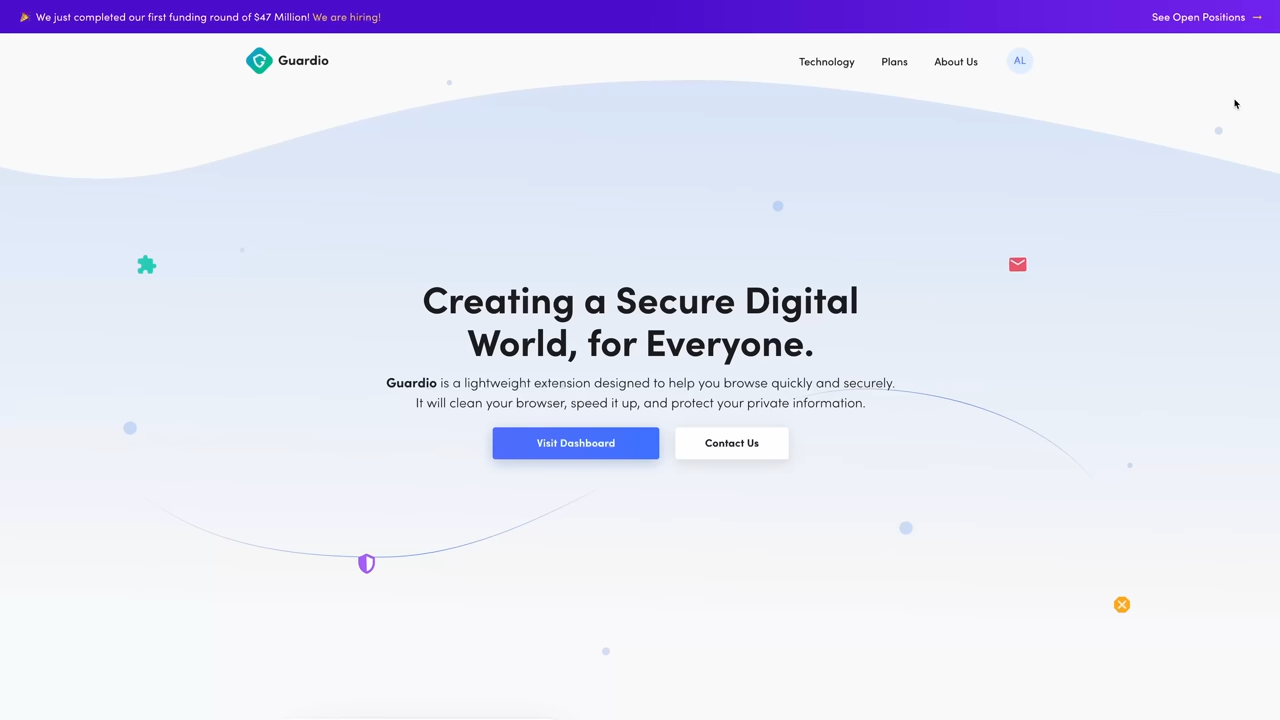 🎉 We just completed our first funding round of $47 Million! We are hiring!
See Open Positions →
Guardio
Technology
Plans
About Us
AL
Creating a Secure Digital
World, for Everyone.
Guardio is a lightweight extension designed to help you browse quickly and securely.
It will clean your browser, speed it up, and protect your private information.
Visit Dashboard
Contact Us